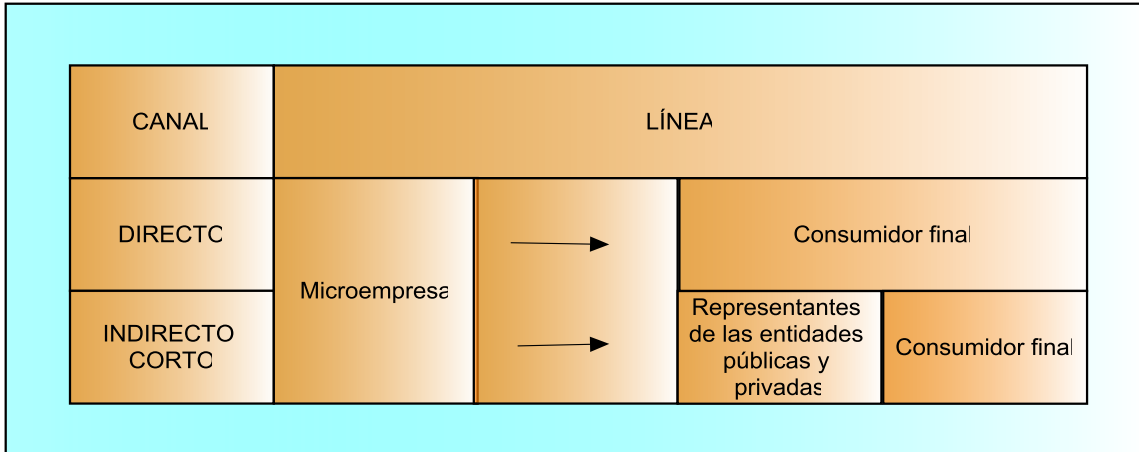 CANAL
LÍNEA
DIRECTO
Microempresa
Consumidor final
INDIRECTO
CORTO
Representantes
de las entidades
públicas y
privadas
Consumidor final